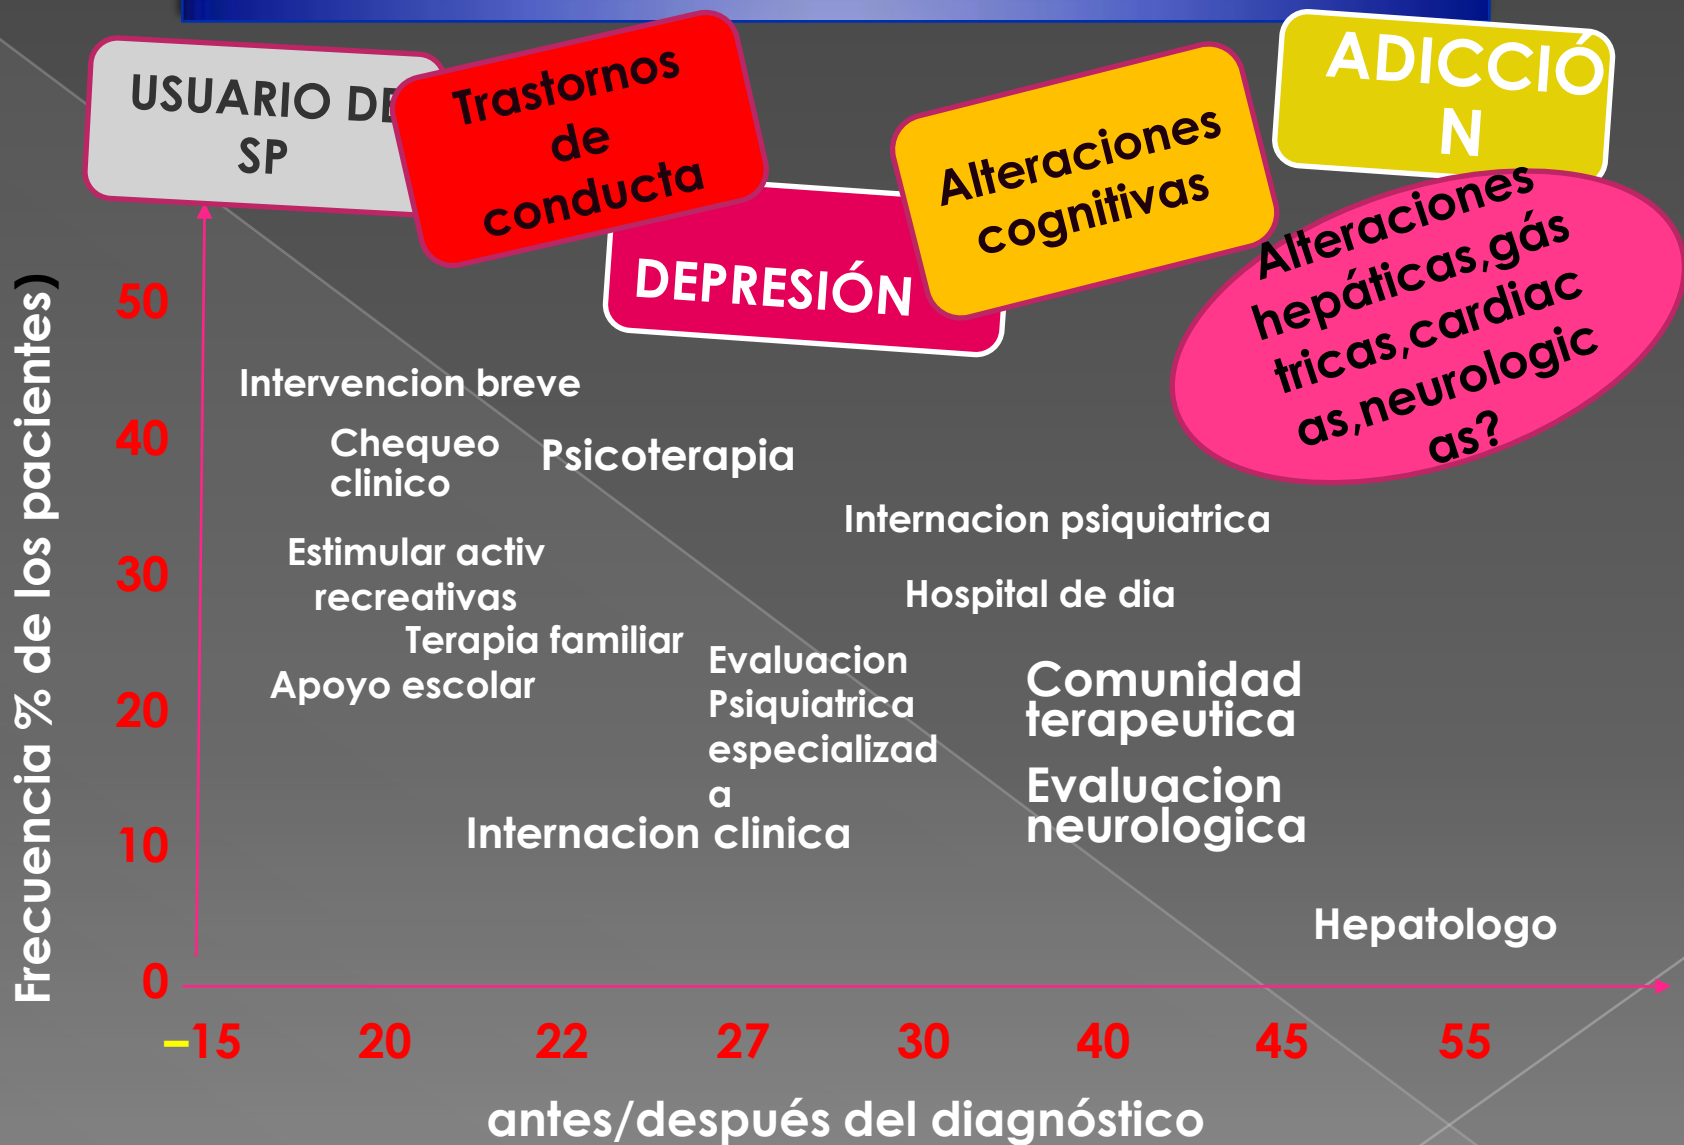 USUARIO DE
SP
Trastornos
de
conducta
DEPRESIÓN
Alteraciones
cognitivas
ADICCIÓ
N
Alteraciones
hepáticas,gás
tricas,cardiac
as,neurologic
as?
Frecuencia % de los pacientes)
50
40
30
20
10
0
Intervencion breve
Chequeo
clinico
Psicoterapia
Internacion psiquiatrica
Estimular activ
recreativas
Hospital de dia
Terapia familiar
Apoyo escolar
Evaluacion
Psiquiatrica
especializad
a
Comunidad
terapeutica
Evaluacion
neurologica
Internacion clinica
Hepatologo
–15 20 22 27 30 40 45 55
antes/después del diagnóstico